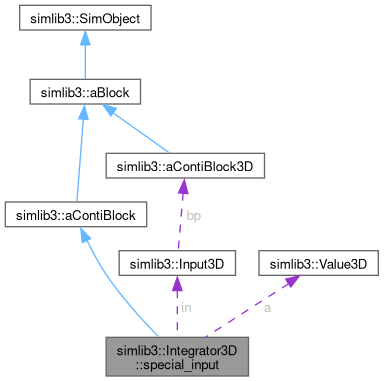 simlib3::SimObject
simlib3::aBlock
simlib3::aContiBlock3D
simlib3::aContiBlock
bp
simlib3::Input3D
simlib3::Value3D
in
a
simlib3::Integrator3D
::special_input